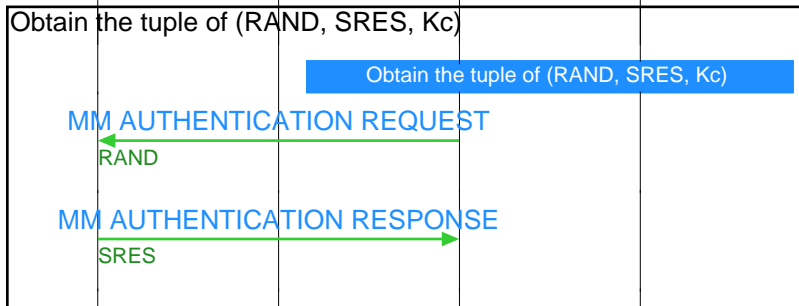 Obtain the tuple of (RAND, SRES, Kc)
Obtain the tuple of (RAND, SRES, Kc)
MM AUTHENTICATION REQUEST
RAND
MM AUTHENTICATION RESPONSE
SRES